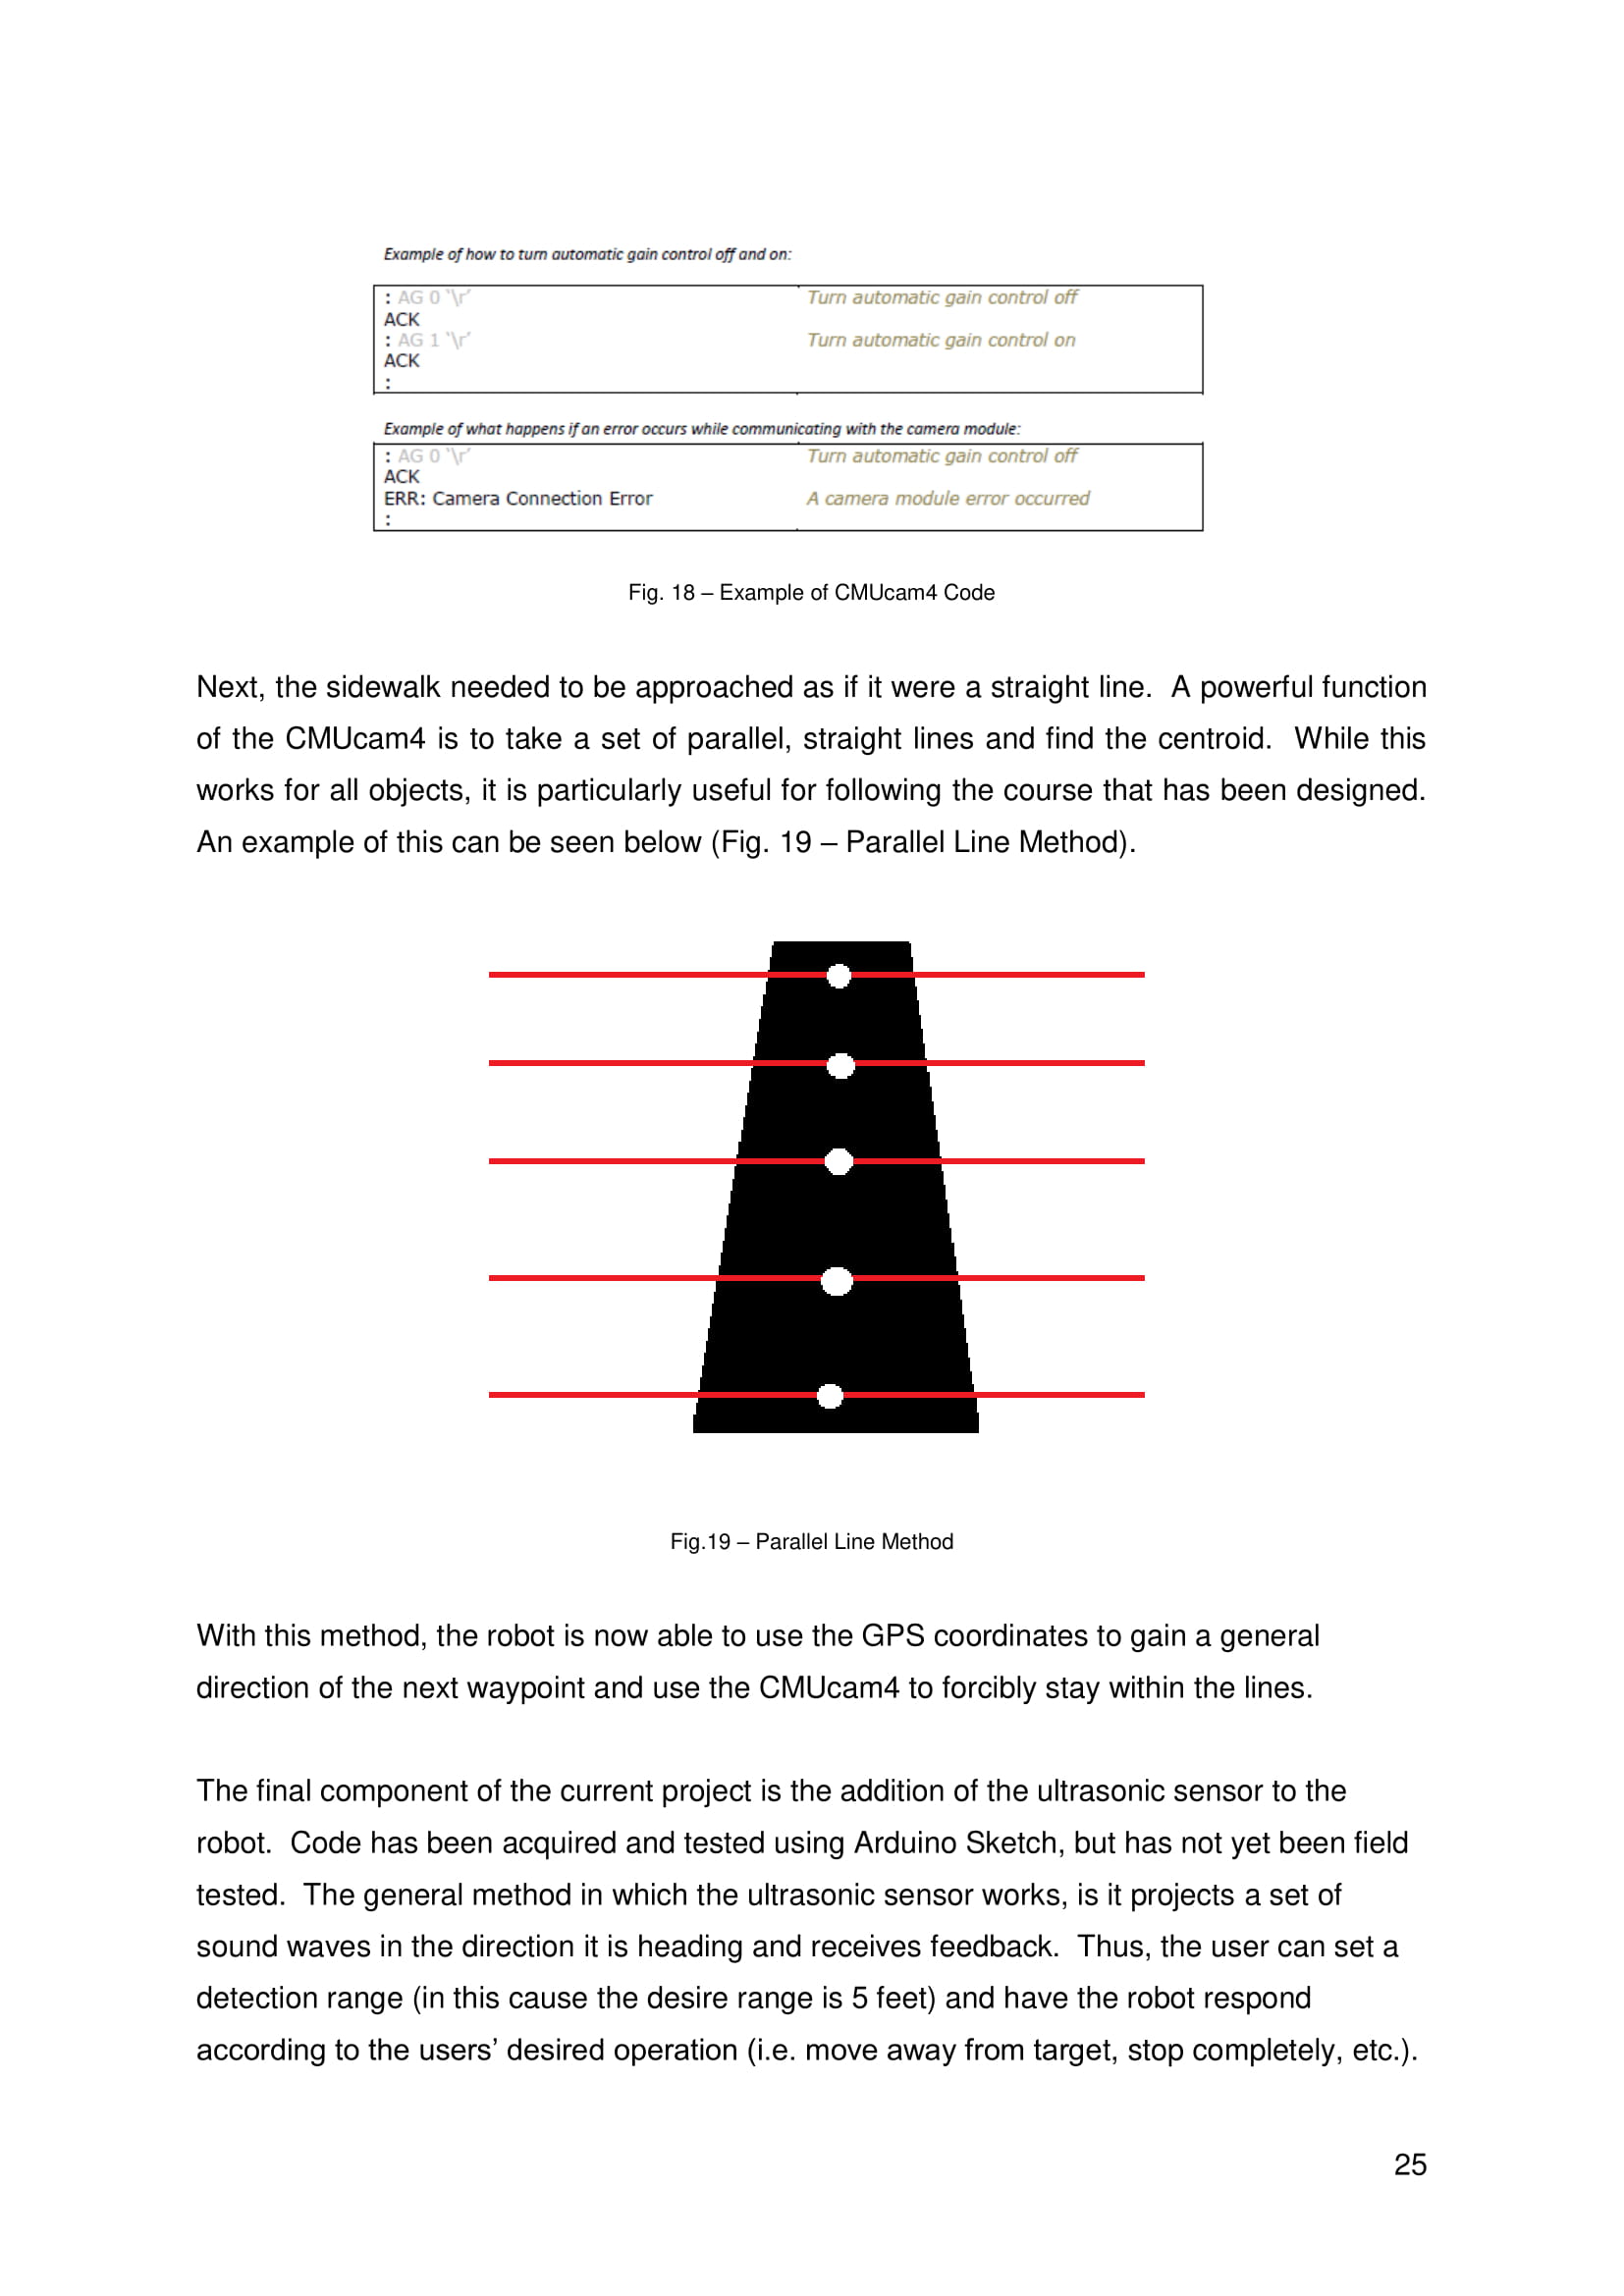 Example of how to turn automatic gain control off and on:
: AG 0 '\r' Turn automatic gain control off
ACK
: AG 1 '\r' Turn automatic gain control on
ACK
:
Example of what happens if an error occurs while communicating with the camera module:
: AG 0 '\r' Turn automatic gain control off
ACK
ERR: Camera Connection Error A camera module error occurred
:
Fig. 18 – Example of CMUcam4 Code
Next, the sidewalk needed to be approached as if it were a straight line. A powerful function
of the CMUcam4 is to take a set of parallel, straight lines and find the centroid. While this
works for all objects, it is particularly useful for following the course that has been designed.
An example of this can be seen below (Fig. 19 – Parallel Line Method).
Fig.19 – Parallel Line Method
With this method, the robot is now able to use the GPS coordinates to gain a general
direction of the next waypoint and use the CMUcam4 to forcibly stay within the lines.
The final component of the current project is the addition of the ultrasonic sensor to the
robot. Code has been acquired and tested using Arduino Sketch, but has not yet been field
tested. The general method in which the ultrasonic sensor works, is it projects a set of
sound waves in the direction it is heading and receives feedback. Thus, the user can set a
detection range (in this cause the desire range is 5 feet) and have the robot respond
according to the users’ desired operation (i.e. move away from target, stop completely, etc.).
25